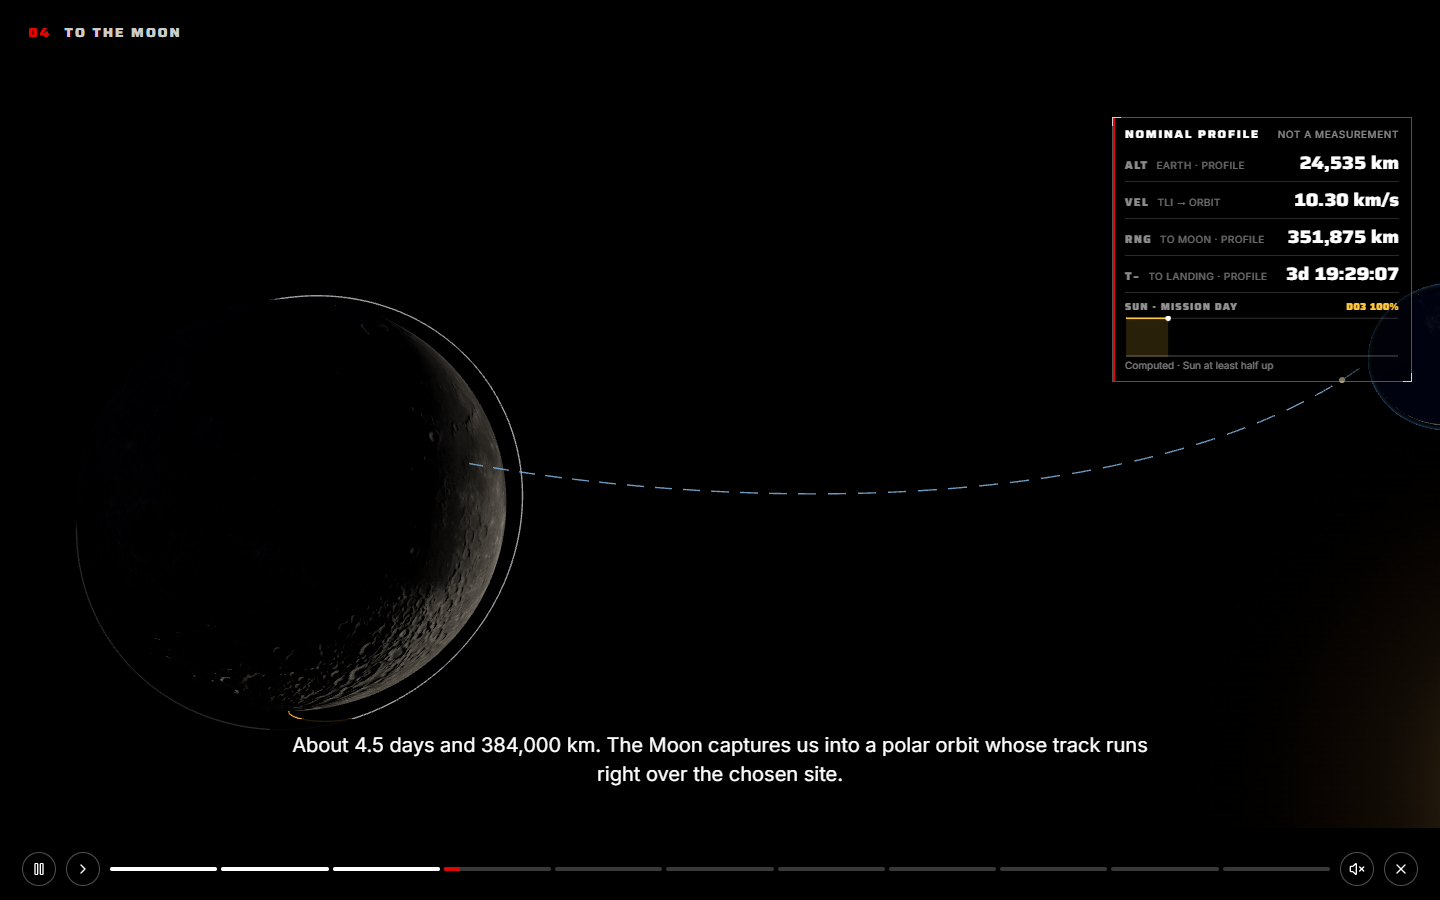 04 TO THE MOON
NOMINAL PROFILE NOT A MEASUREMENT
ALT EARTH · PROFILE 24,535 km
VEL TLI → ORBIT 10.30 km/s
RNG TO MOON · PROFILE 351,875 km
T- TO LANDING · PROFILE 3d 19:29:07
SUN · MISSION DAY D03 100%
Computed · Sun at least half up
About 4.5 days and 384,000 km. The Moon captures us into a polar orbit whose track runs
right over the chosen site.